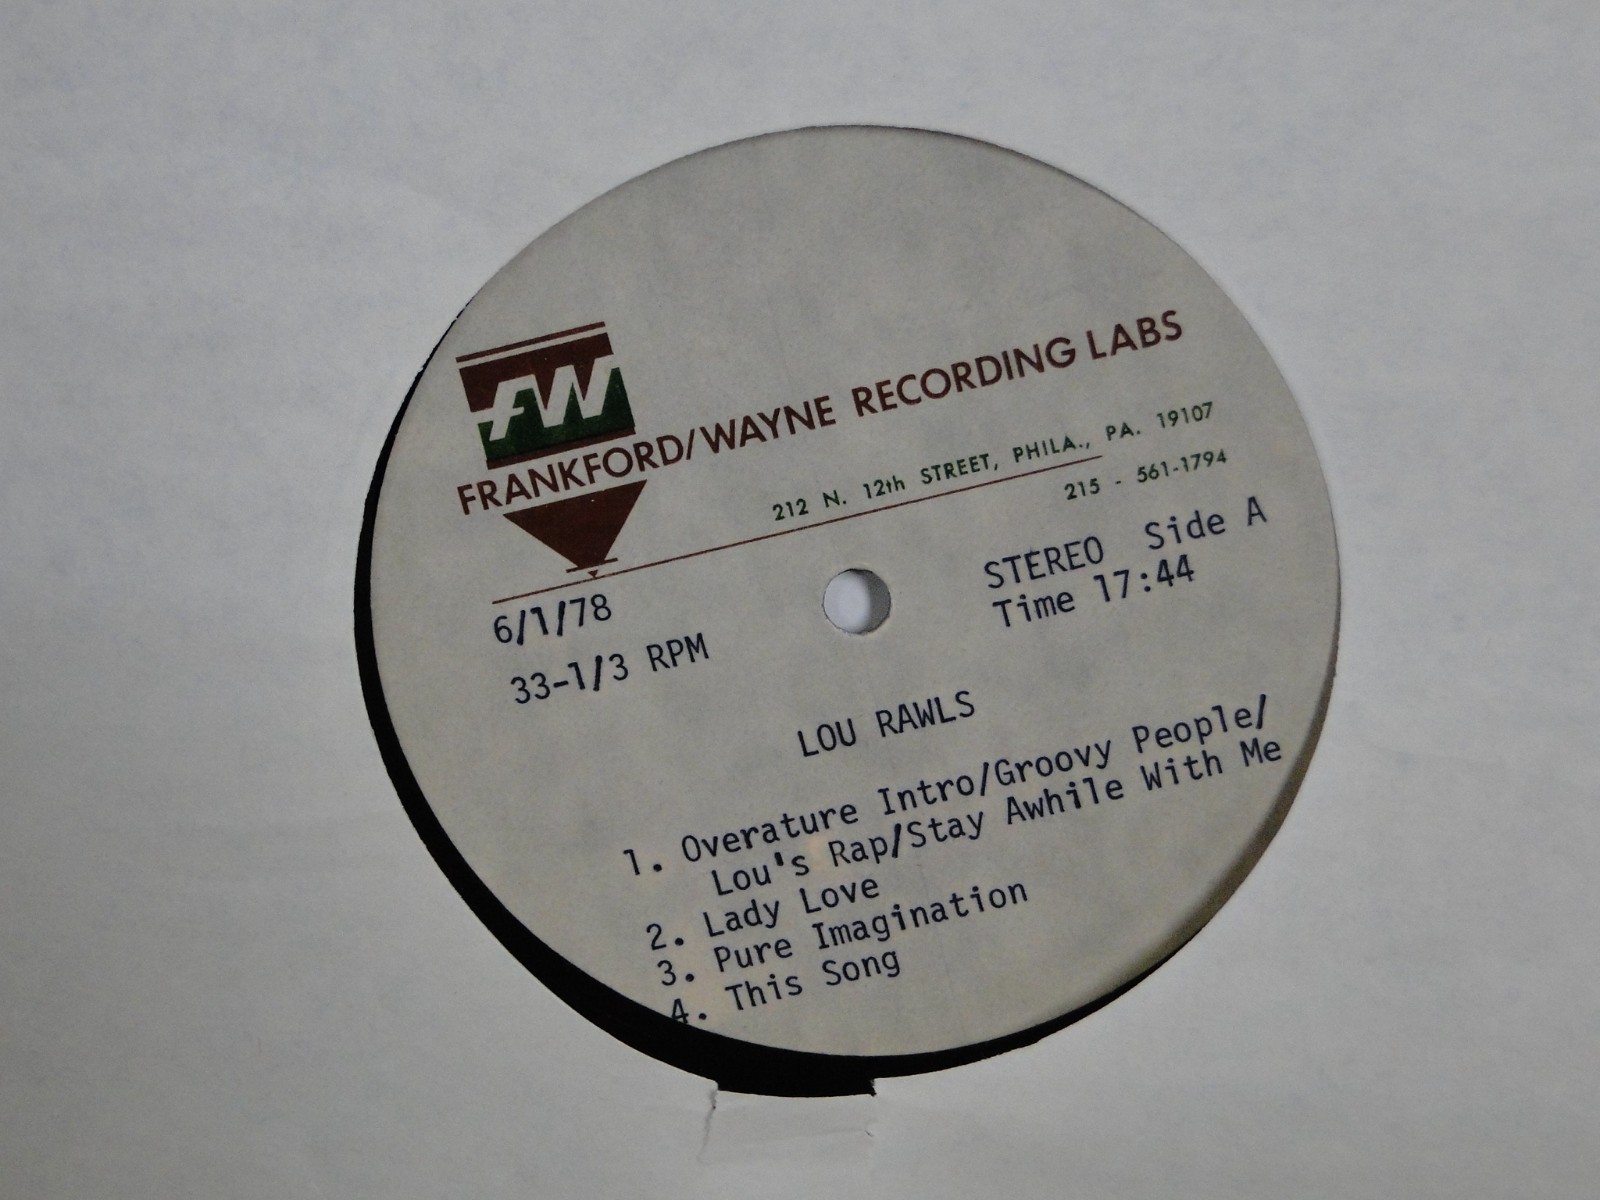 FW
FRANKFORD/WAYNE RECORDING LABS
212 N. 12th STREET, PHILA., PA. 19107
215 - 561-1794
STEREO Side A
Time 17:44
6/1/78
33-1/3 RPM
LOU RAWLS
1. Overature Intro/Groovy People/
Lou's Rap/Stay Awhile With Me
2. Lady Love
3. Pure Imagination
4. This Song